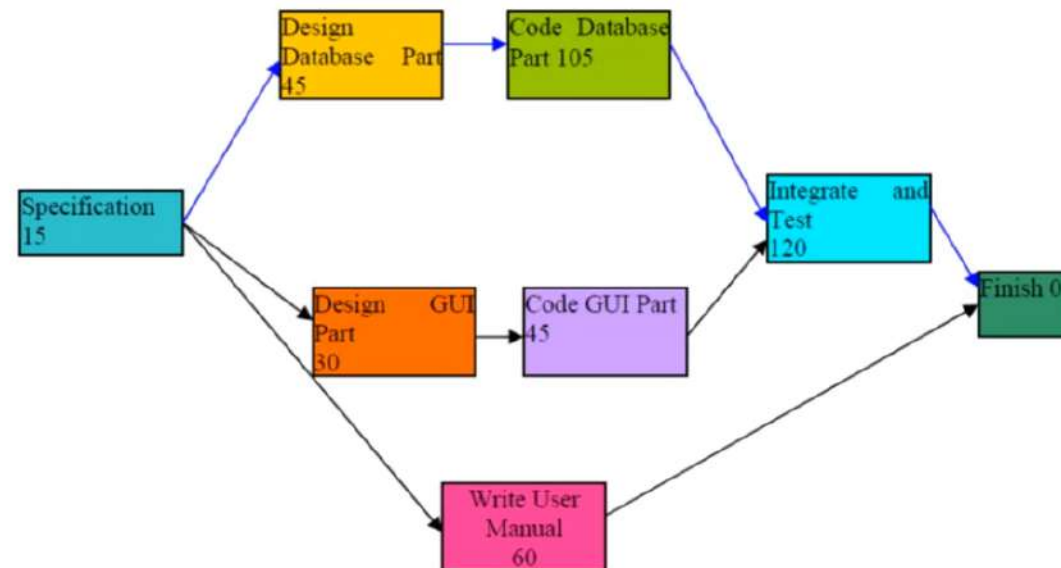 Design
Database Part
45
Code Database
Part 105
Specification
15
Integrate and
Test
120
Design GUI
Part
30
Code GUI Part
45
Finish 0
Write User
Manual
60